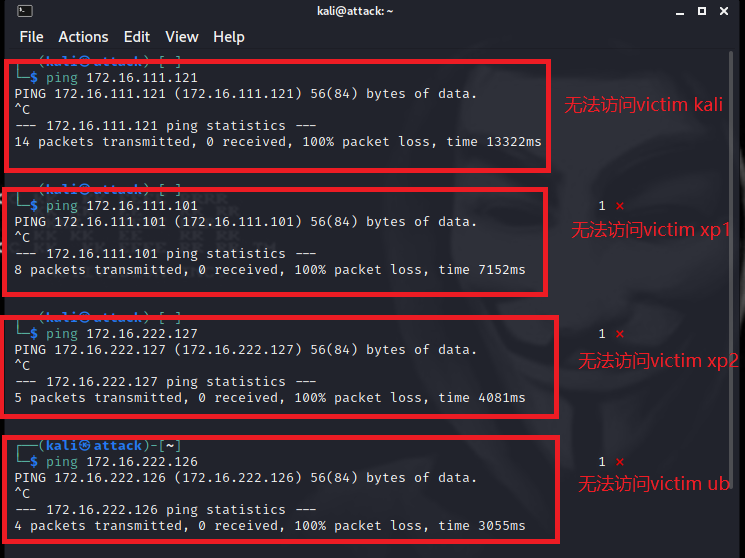 kali@attack: ~
File Actions Edit View Help
(kali㉿attack)-[~]
└─$ ping 172.16.111.121
PING 172.16.111.121 (172.16.111.121) 56(84) bytes of data.
^C
--- 172.16.111.121 ping statistics ---
14 packets transmitted, 0 received, 100% packet loss, time 13322ms
无法访问victim kali
(kali㉿attack)-[~]
└─$ ping 172.16.111.101
1 ⨯
PING 172.16.111.101 (172.16.111.101) 56(84) bytes of data.
^C
--- 172.16.111.101 ping statistics ---
8 packets transmitted, 0 received, 100% packet loss, time 7152ms
无法访问victim xp1
(kali㉿attack)-[~]
└─$ ping 172.16.222.127
1 ⨯
PING 172.16.222.127 (172.16.222.127) 56(84) bytes of data.
^C
--- 172.16.222.127 ping statistics ---
5 packets transmitted, 0 received, 100% packet loss, time 4081ms
无法访问victim xp2
┌──(kali㉿attack)-[~]
└─$ ping 172.16.222.126
1 ⨯
PING 172.16.222.126 (172.16.222.126) 56(84) bytes of data.
^C
--- 172.16.222.126 ping statistics ---
4 packets transmitted, 0 received, 100% packet loss, time 3055ms
无法访问victim ub